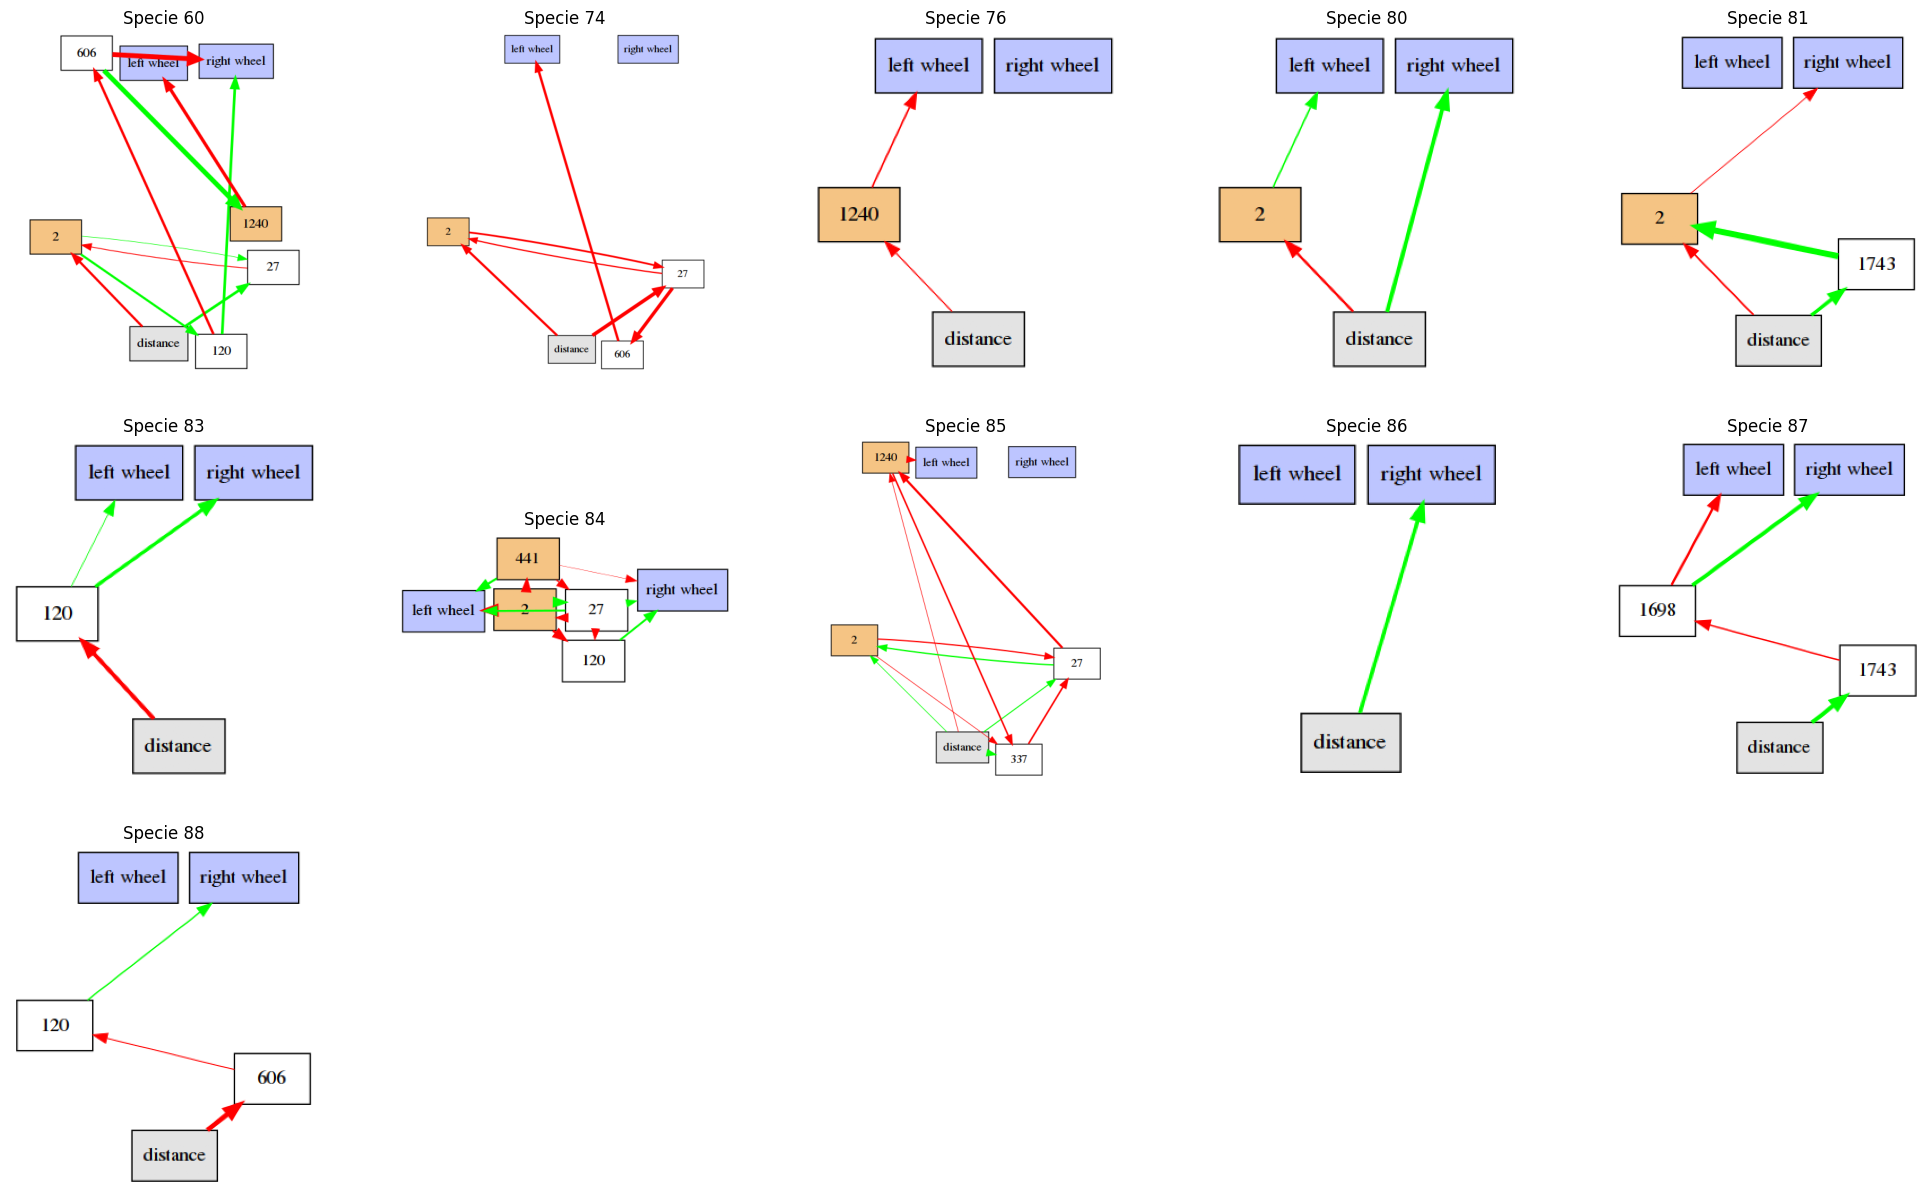 Specie 60
606
left wheel
right wheel
2
1240
27
distance
120
Specie 74
left wheel
right wheel
2
27
distance
606
Specie 76
left wheel
right wheel
1240
distance
Specie 80
left wheel
right wheel
2
distance
Specie 81
left wheel
right wheel
2
1743
distance
Specie 83
left wheel
right wheel
120
distance
Specie 84
441
left wheel
2
27
right wheel
120
Specie 85
1240
left wheel
right wheel
2
27
distance
337
Specie 86
left wheel
right wheel
distance
Specie 87
left wheel
right wheel
1698
1743
distance
Specie 88
left wheel
right wheel
120
606
distance